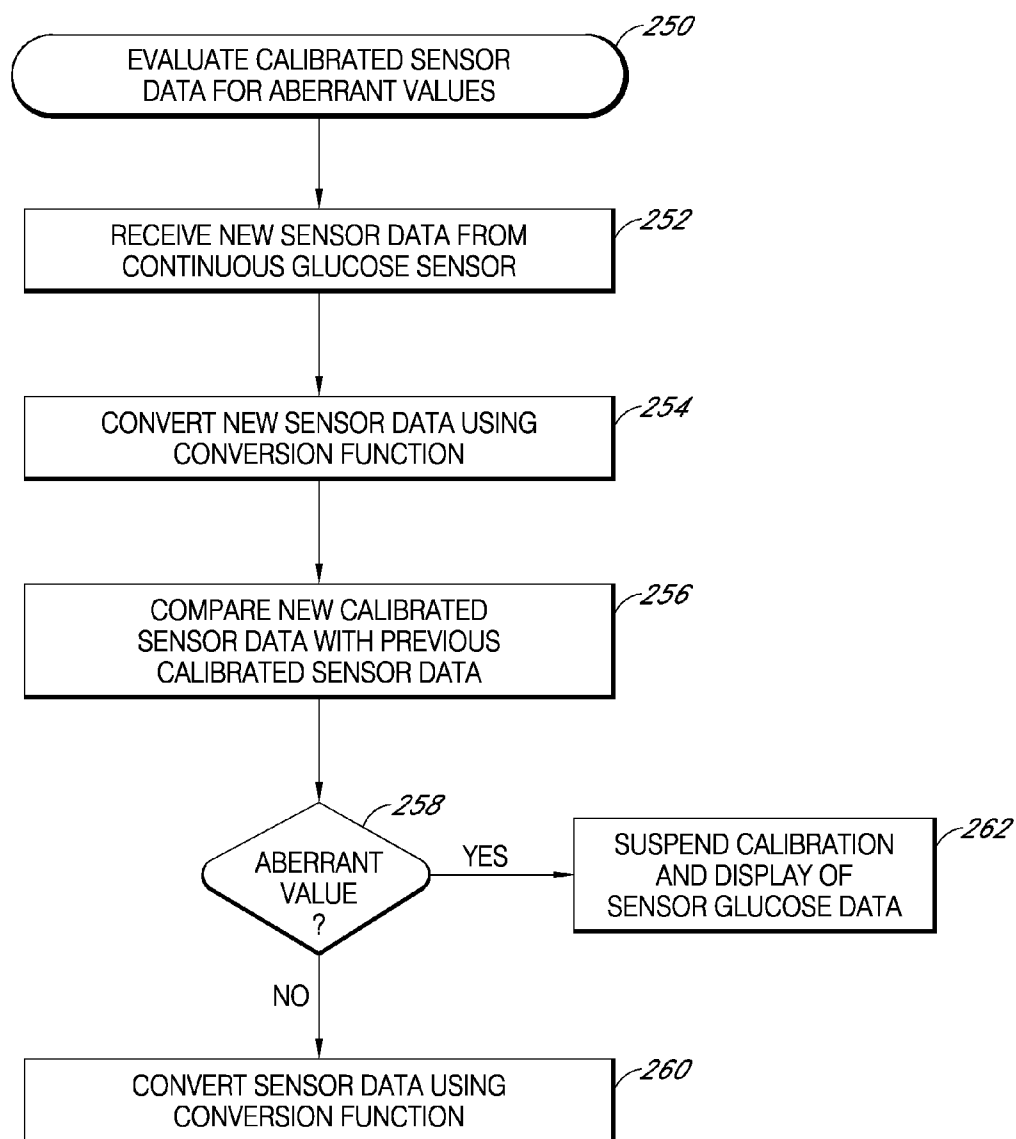 250
EVALUATE CALIBRATED SENSOR
DATA FOR ABERRANT VALUES
252
RECEIVE NEW SENSOR DATA FROM
CONTINUOUS GLUCOSE SENSOR
254
CONVERT NEW SENSOR DATA USING
CONVERSION FUNCTION
256
COMPARE NEW CALIBRATED
SENSOR DATA WITH PREVIOUS
CALIBRATED SENSOR DATA
258
ABERRANT
VALUE
?
YES
262
SUSPEND CALIBRATION
AND DISPLAY OF
SENSOR GLUCOSE DATA
NO
260
CONVERT SENSOR DATA USING
CONVERSION FUNCTION